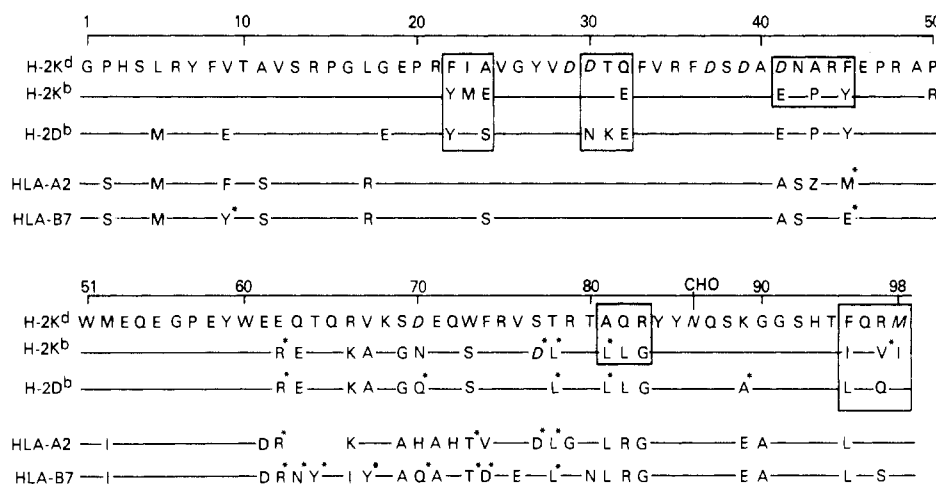 1 10 20 30 40 50
H-2Kᵈ G P H S L R Y F V T A V S R P G L G E P R F I A V G Y V D D T Q F V R F D S D A D N A R F E P R A P
H-2Kᵇ — Y M E — E — E — P — Y — R
H-2Dᵇ — M — E — E — Y — S — N K E — E — P — Y —
HLA-A2 — S — M — F — S — R — A S Z — M* —
HLA-B7 — S — M — Y* — S — R — S — A S — E* —
51 60 70 80 CHO 90 98
H-2Kᵈ W M E Q E G P E Y W E E Q T Q R V K S D E Q W F R V S T R T A Q R Y Y N Q S K G G S H T F Q R M
H-2Kᵇ — R* E — K A — G N — S — D* L* — L* L G — I — V* I
H-2Dᵇ — R* E — K A — G Q* — S — L* — L* L G — A* — L — Q —
HLA-A2 — I — D R* K — A H A H T* V — D* L* G — L R G — E A — L —
HLA-B7 — D R* N* Y* — I Y* — A Q* A — T* D* — E — L* — N L R G — E A — L — S —